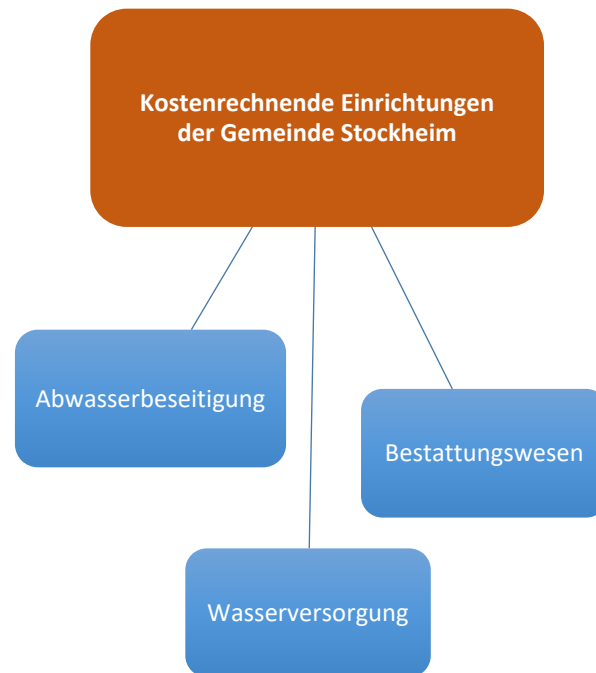 Kostenrechnende Einrichtungen
der Gemeinde Stockheim
Abwasserbeseitigung
Bestattungswesen
Wasserversorgung